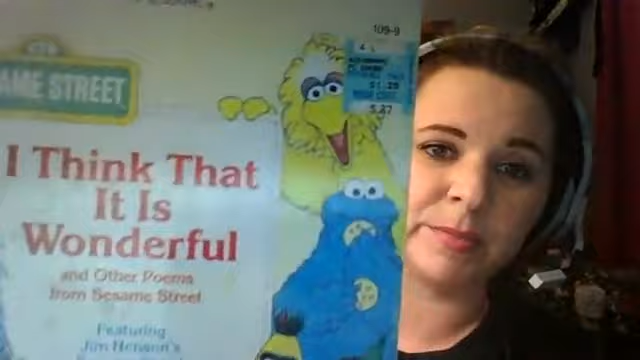 109-9
SAME STREET
I Think That
It Is
Wonderful
and Other Poems
from Sesame Street
Featuring
Jim Henson's